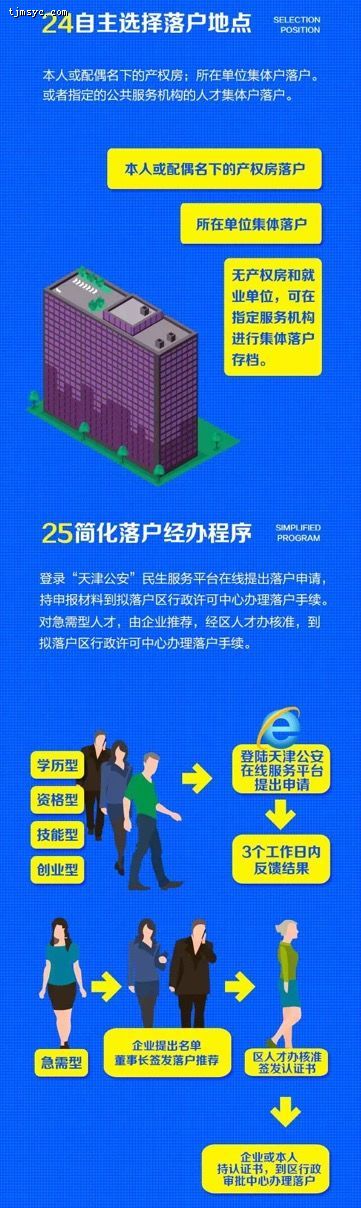 tjmsyc.com
24自主选择落户地点
SELECTION
POSITION
本人或配偶名下的产权房；所在单位集体户落户。
或者指定的公共服务机构的人才集体户落户。
本人或配偶名下的产权房落户
所在单位集体落户
无产权房和就
业单位，可在
指定服务机构
进行集体落户
存档。
25简化落户经办程序
SIMPLIFIED
PROGRAM
登录“天津公安”民生服务平台在线提出落户申请，
持申报材料到拟落户区行政许可中心办理落户手续。
对急需型人才，由企业推荐，经区人才办核准，到
拟落户区行政许可中心办理落户手续。
学历型
资格型
技能型
创业型
登陆天津公安
在线服务平台
提出申请
3个工作日内
反馈结果
急需型
企业提出名单
董事长签发落户推荐
区人才办核准
签发认证书
企业或本人
持认证书，到区行政
审批中心办理落户